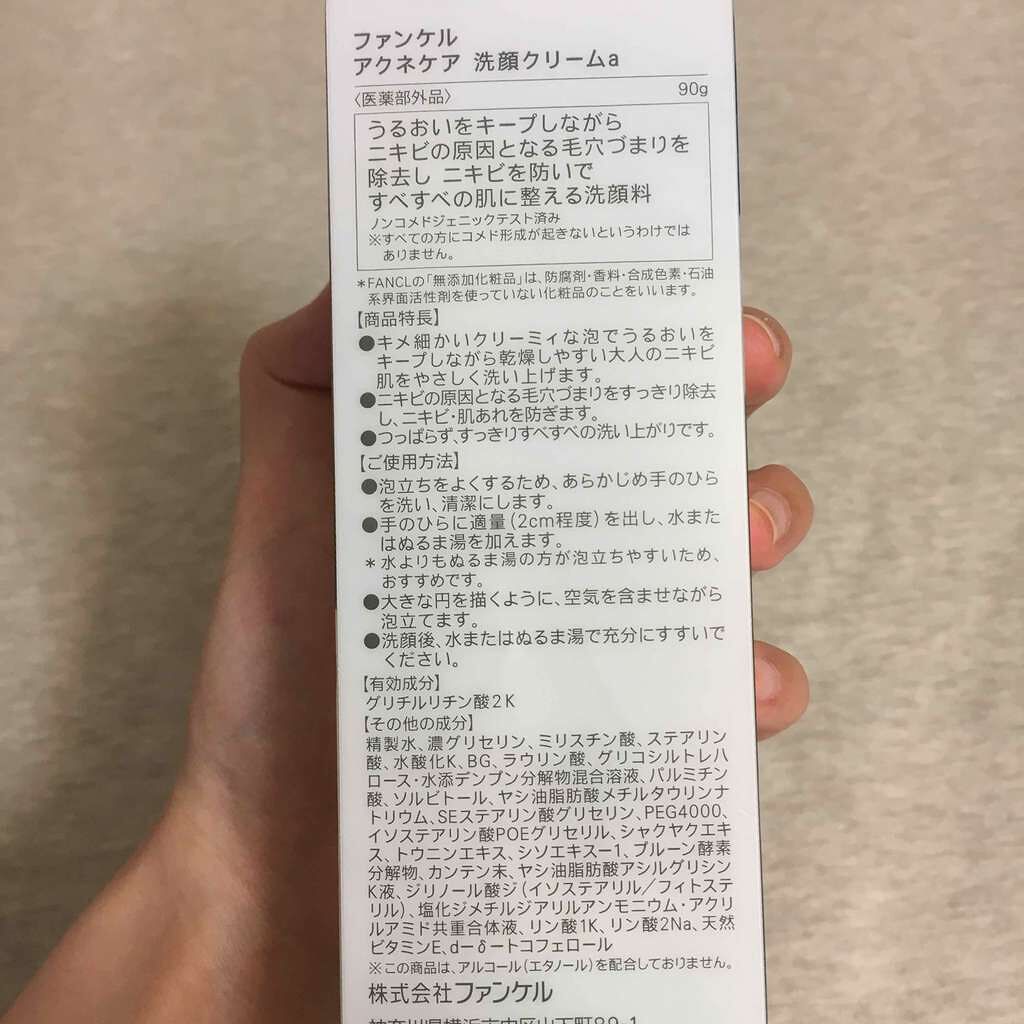 ファンケル
アクネケア 洗顔クリームa
〈医薬部外品〉 90g
うるおいをキープしながら
ニキビの原因となる毛穴づまりを
除去し ニキビを防いで
すべすべの肌に整える洗顔料
ノンコメドジェニックテスト済み
※すべての方にコメド形成が起きないというわけでは
ありません。
＊FANCLの「無添加化粧品」は、防腐剤・香料・合成色素・石油
系界面活性剤を使っていない化粧品のことをいいます。
【商品特長】
●キメ細かいクリーミィな泡でうるおいを
キープしながら乾燥しやすい大人のニキビ
肌をやさしく洗い上げます。
●ニキビの原因となる毛穴づまりをすっきり除去
し、ニキビ・肌あれを防ぎます。
●つっぱらず、すっきりすべすべの洗い上がりです。
【ご使用方法】
●泡立ちをよくするため、あらかじめ手のひら
を洗い、清潔にします。
●手のひらに適量(2cm程度)を出し、水また
はぬるま湯を加えます。
＊水よりもぬるま湯の方が泡立ちやすいため、
おすすめです。
●大きな円を描くように、空気を含ませながら
泡立てます。
●洗顔後、水またはぬるま湯で充分にすすいで
ください。
【有効成分】
グリチルリチン酸2K
【その他の成分】
精製水、濃グリセリン、ミリスチン酸、ステアリン
酸、水酸化K、BG、ラウリン酸、グリコシルトレハ
ロース・水添デンプン分解物混合溶液、パルミチン
酸、ソルビトール、ヤシ油脂肪酸メチルタウリンナ
トリウム、SEステアリン酸グリセリン、PEG4000、
イソステアリン酸POEグリセリル、シャクヤクエキ
ス、トウニンエキス、シソエキス－1、プルーン酵素
分解物、カンテン末、ヤシ油脂肪酸アシルグリシン
K液、ジリノール酸ジ(イソステアリル／フィトステ
リル)、塩化ジメチルジアリルアンモニウム・アクリ
ルアミド共重合体液、リン酸1K、リン酸2Na、天然
ビタミンE、d－δ－トコフェロール
※この商品は、アルコール(エタノール)を配合しておりません。
株式会社ファンケル
神奈川県横浜市中区山下町89-1